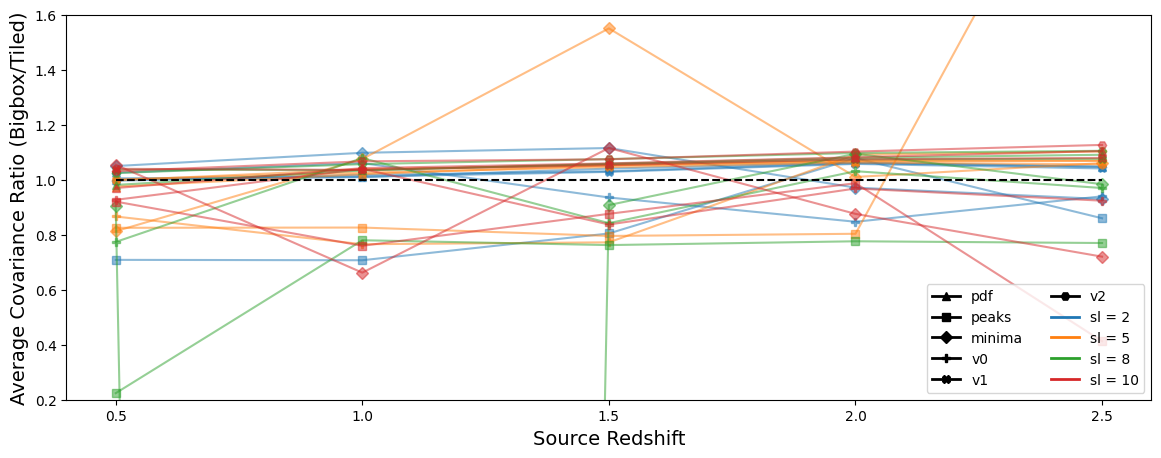 Average Covariance Ratio (Bigbox/Tiled)
1.6
1.4
1.2
1.0
0.8
0.6
0.4
0.2
0.5
1.0
1.5
2.0
2.5
Source Redshift
pdf
peaks
minima
v0
v1
v2
sl = 2
sl = 5
sl = 8
sl = 10